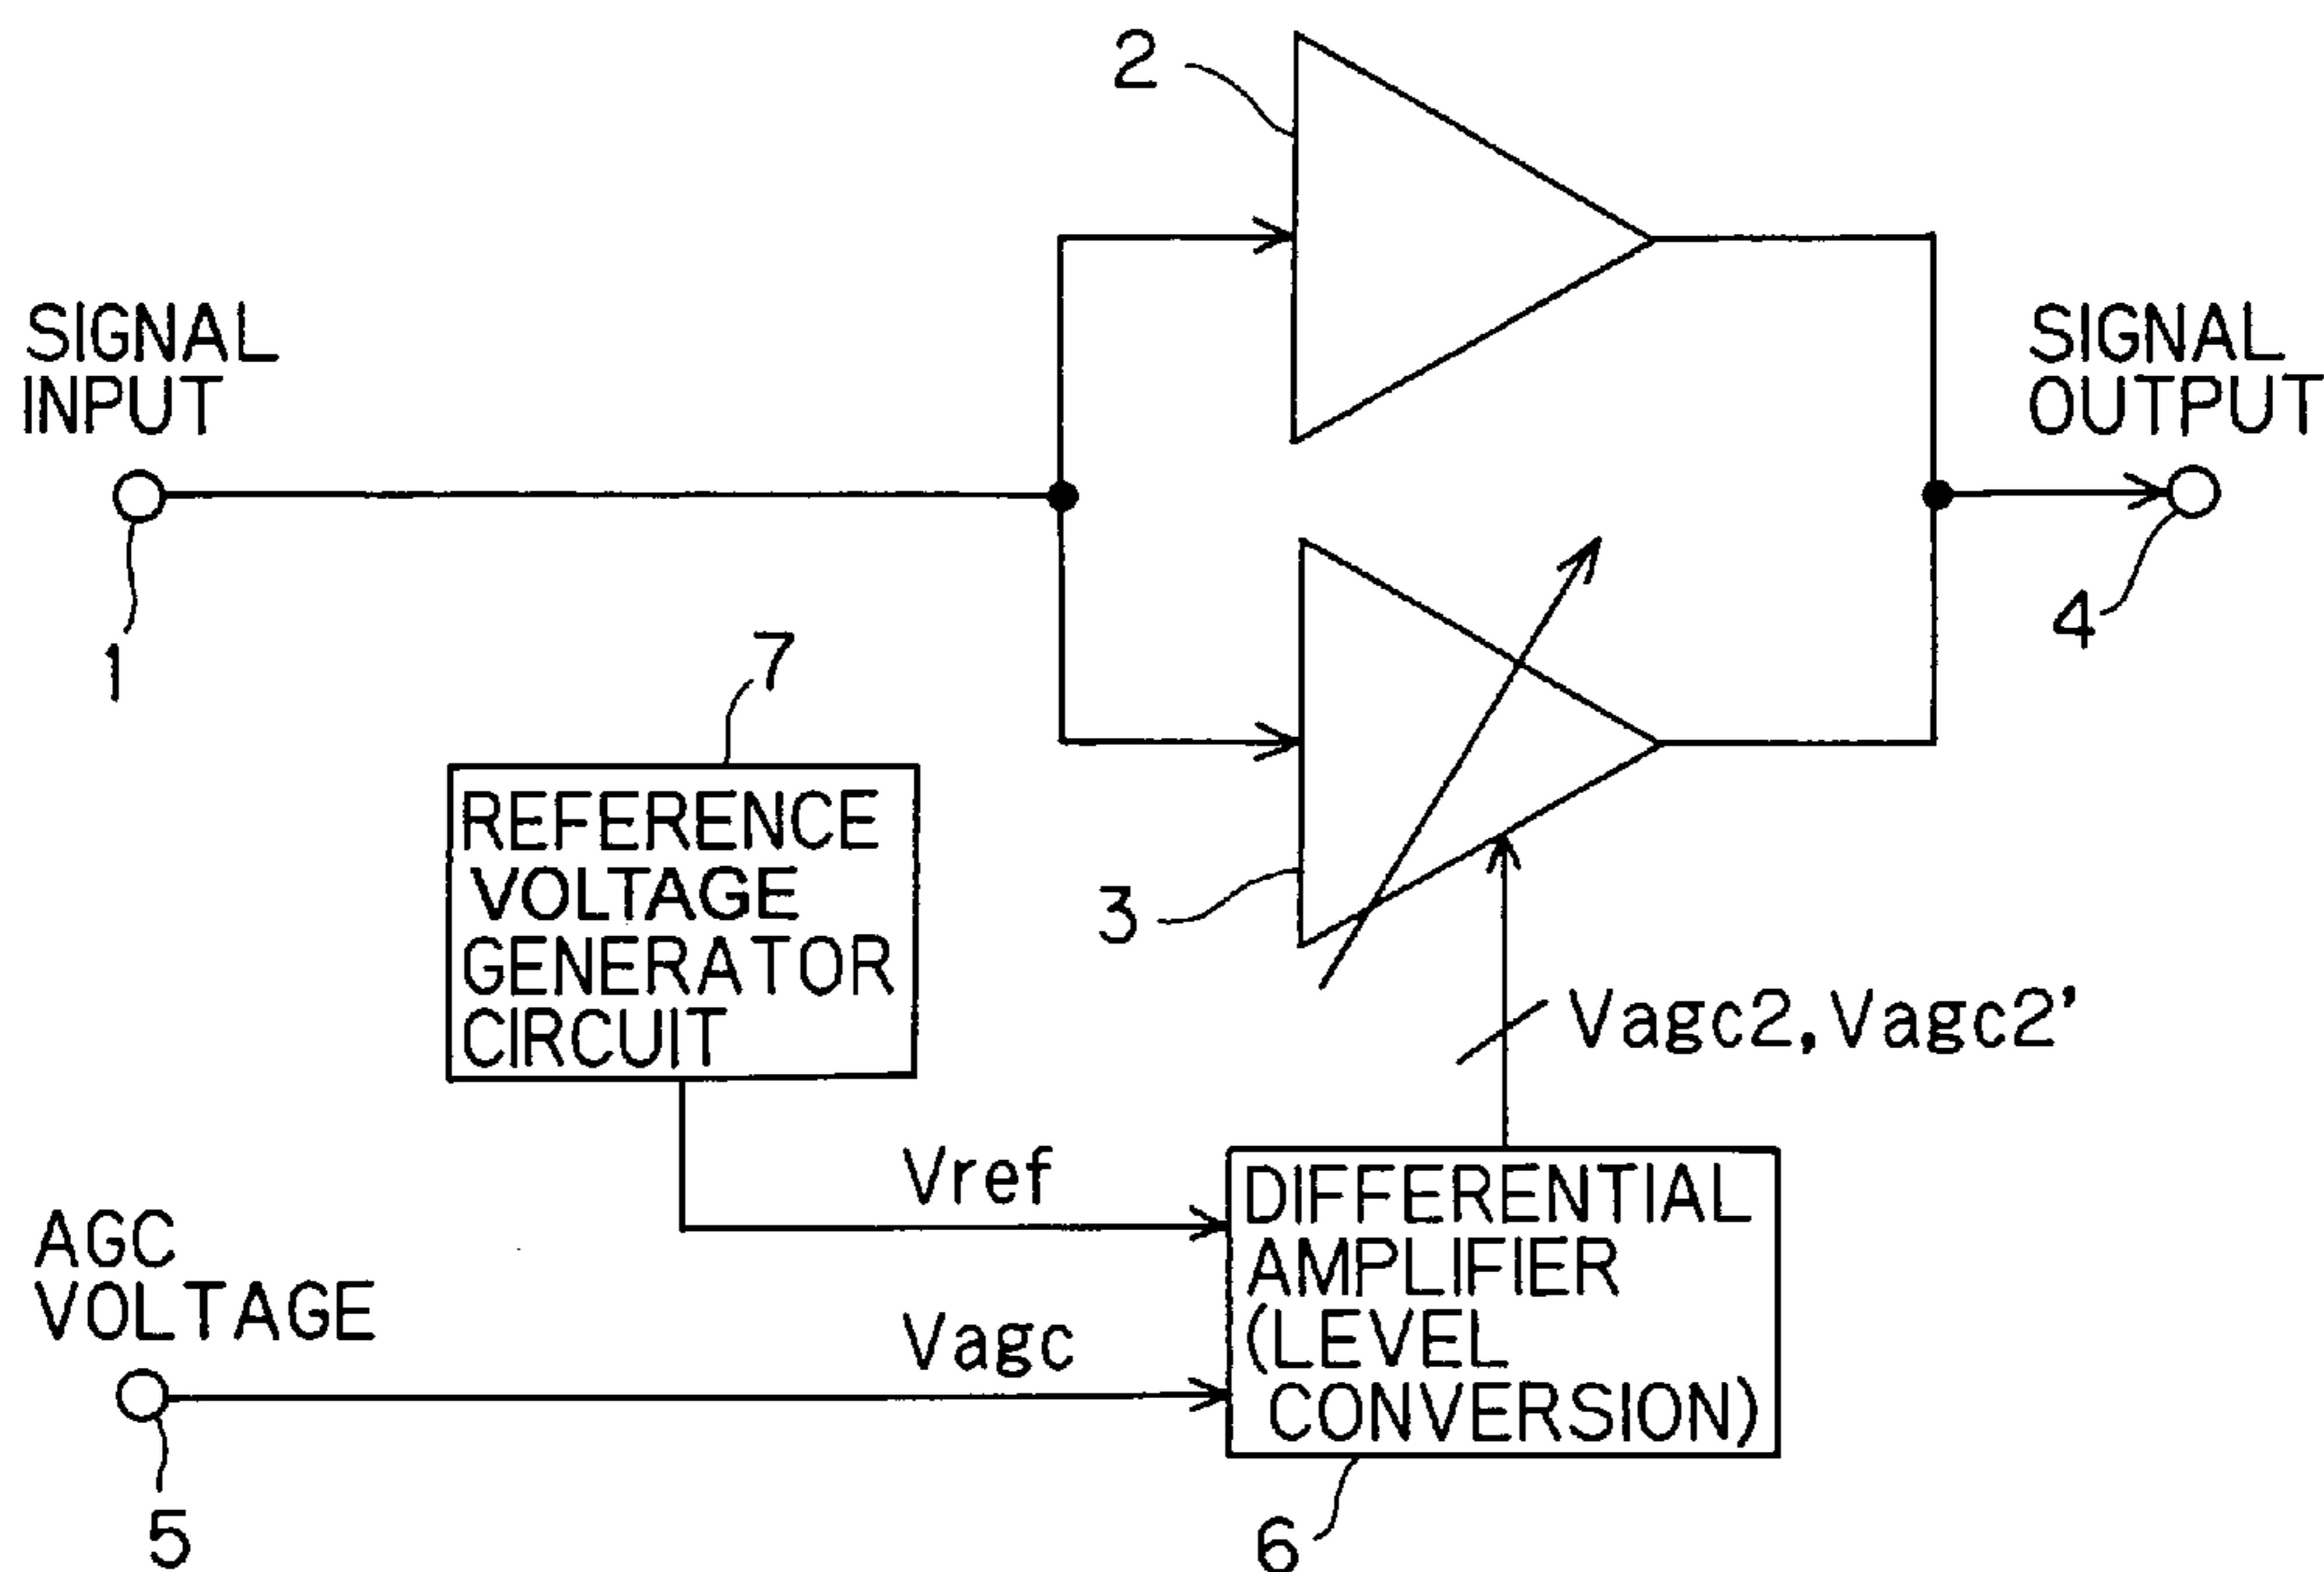 2
SIGNAL
INPUT
SIGNAL
OUTPUT
1
4
7
REFERENCE
VOLTAGE
GENERATOR
CIRCUIT
3
Vagc2,Vagc2'
Vref
AGC
VOLTAGE
Vagc
DIFFERENTIAL
AMPLIFIER
(LEVEL
CONVERSION)
5
6